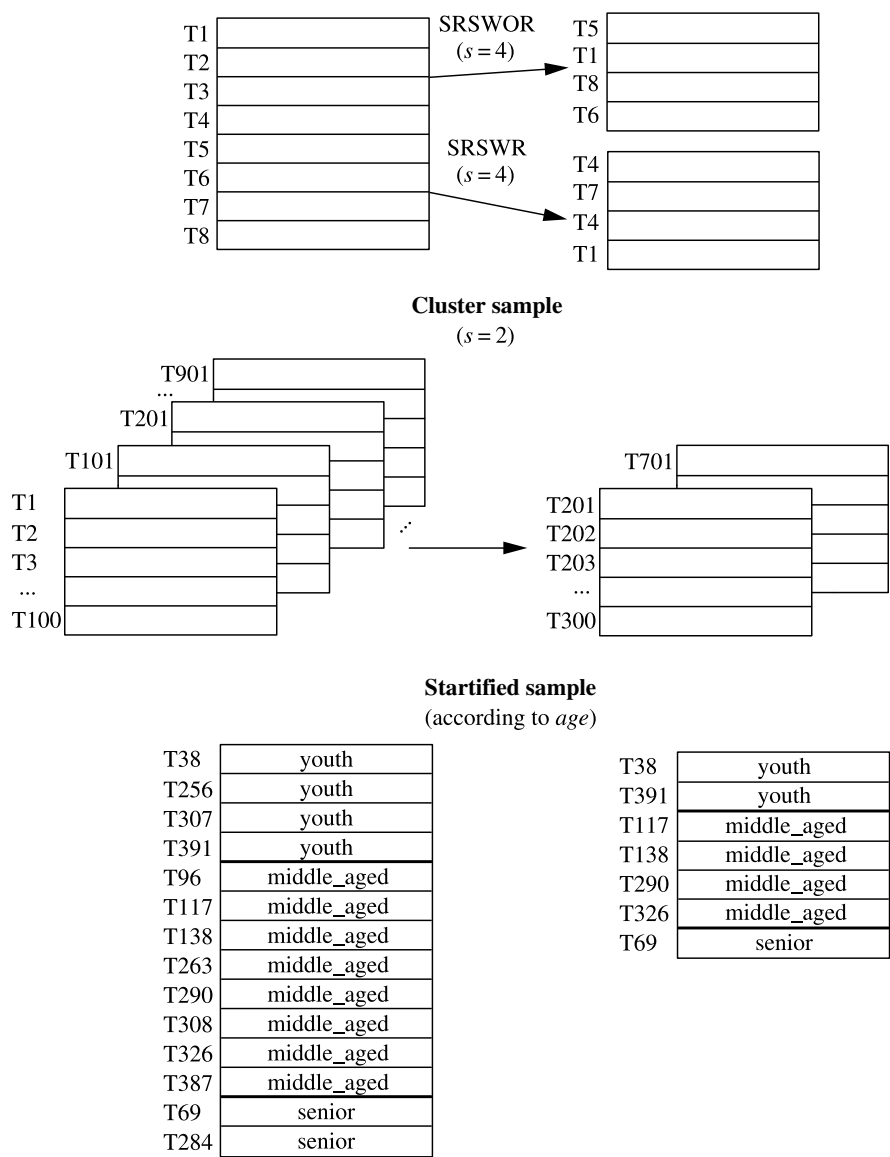 T1
T2
T3
T4
T5
T6
T7
T8
SRSWOR
(s = 4)
T5
T1
T8
T6
SRSWR
(s = 4)
T4
T7
T4
T1
Cluster sample
(s = 2)
T901
...
T201
T101
T1
T2
T3
...
T100
...
T701
T201
T202
T203
...
T300
Startified sample
(according to age)
T38 youth
T256 youth
T307 youth
T391 youth
T96 middle_aged
T117 middle_aged
T138 middle_aged
T263 middle_aged
T290 middle_aged
T308 middle_aged
T326 middle_aged
T387 middle_aged
T69 senior
T284 senior
T38 youth
T391 youth
T117 middle_aged
T138 middle_aged
T290 middle_aged
T326 middle_aged
T69 senior